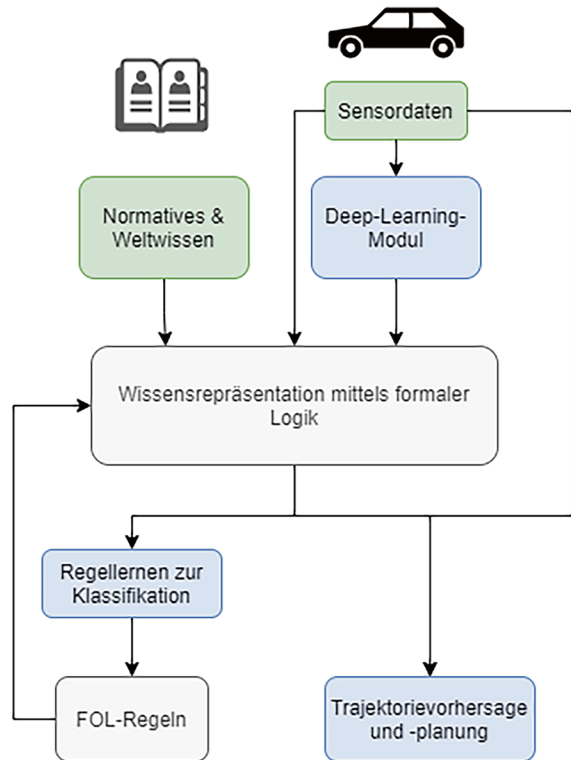 Sensordaten
Normatives &
Weltwissen
Deep-Learning-
Modul
Wissensrepräsentation mittels formaler
Logik
Regellernen zur
Klassifikation
FOL-Regeln
Trajektorievorhersage
und -planung